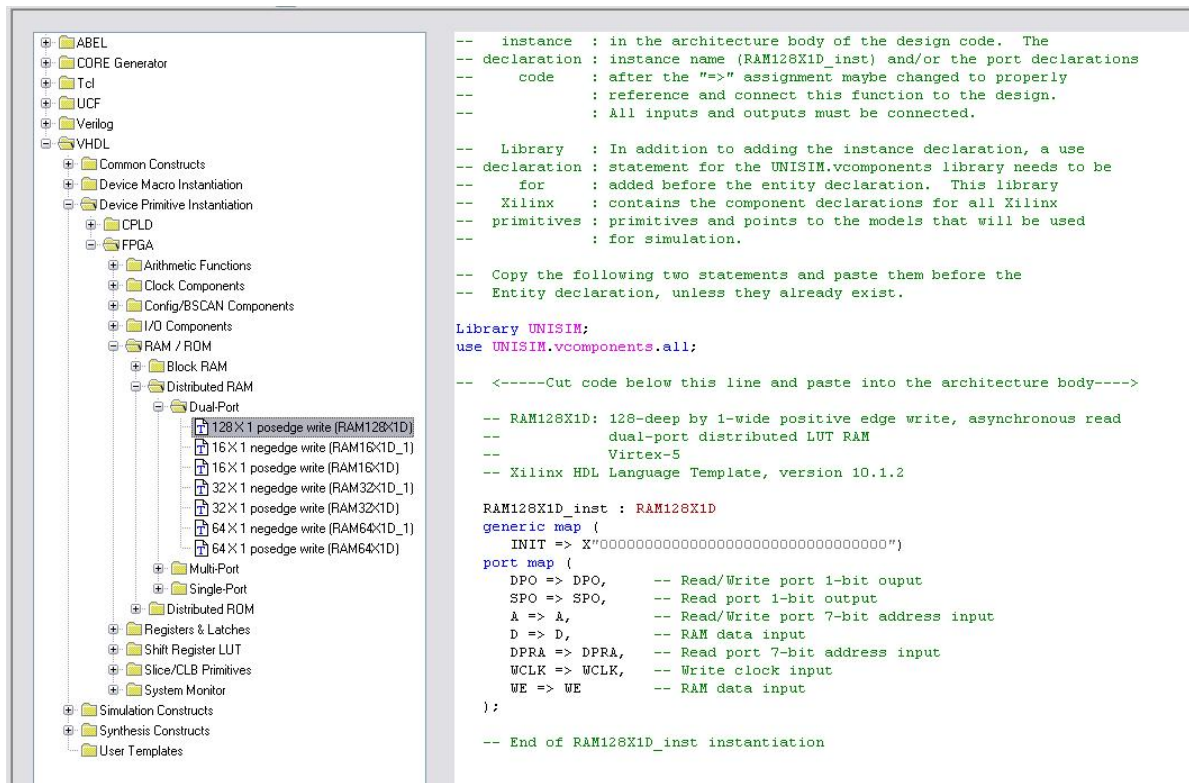 ABEL
CORE Generator
Tcl
UCF
Verilog
VHDL
Common Constructs
Device Macro Instantiation
Device Primitive Instantiation
CPLD
FPGA
Arithmetic Functions
Clock Components
Config/BSCAN Components
I/O Components
RAM / ROM
Block RAM
Distributed RAM
Dual-Port
128 X 1 posedge write (RAM128X1D)
16 X 1 negedge write (RAM16X1D_1)
16 X 1 posedge write (RAM16X1D)
32 X 1 negedge write (RAM32X1D_1)
32 X 1 posedge write (RAM32X1D)
64 X 1 negedge write (RAM64X1D_1)
64 X 1 posedge write (RAM64X1D)
Multi-Port
Single-Port
Distributed ROM
Registers & Latches
Shift Register LUT
Slice/CLB Primitives
System Monitor
Simulation Constructs
Synthesis Constructs
User Templates
--   instance   : in the architecture body of the design code.  The
-- declaration : instance name (RAM128X1D_inst) and/or the port declarations
--     code    : after the "=>" assignment maybe changed to properly
--             : reference and connect this function to the design.
--             : All inputs and outputs must be connected.
--   Library   : In addition to adding the instance declaration, a use
-- declaration : statement for the UNISIM.vcomponents library needs to be
--     for     : added before the entity declaration.  This library
--   Xilinx    : contains the component declarations for all Xilinx
--  primitives : primitives and points to the models that will be used
--             : for simulation.
--  Copy the following two statements and paste them before the
--  Entity declaration, unless they already exist.
Library UNISIM;
use UNISIM.vcomponents.all;
--  <-----Cut code below this line and paste into the architecture body---->
-- RAM128X1D: 128-deep by 1-wide positive edge write, asynchronous read
--            dual-port distributed LUT RAM
--            Virtex-5
-- Xilinx HDL Language Template, version 10.1.2
RAM128X1D_inst : RAM128X1D
generic map (
INIT => X"00000000000000000000000000000000")
port map (
DPO => DPO,     -- Read/Write port 1-bit ouput
SPO => SPO,     -- Read port 1-bit output
A => A,         -- Read/Write port 7-bit address input
D => D,         -- RAM data input
DPRA => DPRA,   -- Read port 7-bit address input
WCLK => WCLK,   -- Write clock input
WE => WE        -- RAM data input
);
-- End of RAM128X1D_inst instantiation